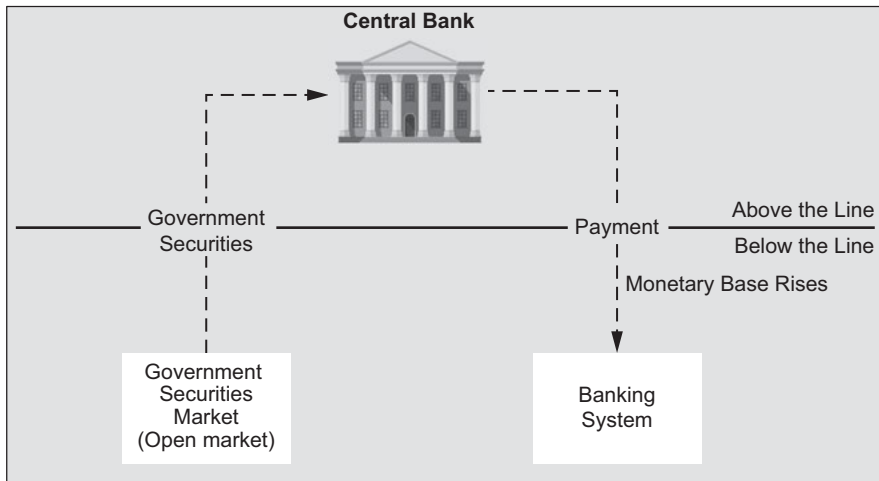 Central Bank
Government
Securities
Payment
Above the Line
Below the Line
Monetary Base Rises
Government
Securities
Market
(Open market)
Banking
System